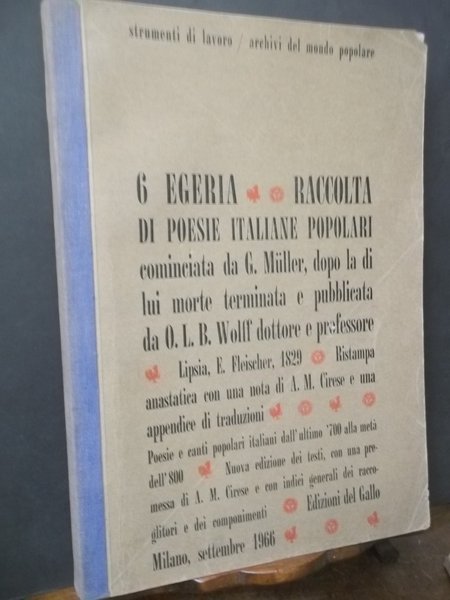 strumenti di lavoro / archivi del mondo popolare
6 EGERIA RACCOLTA
DI POESIE ITALIANE POPOLARI
cominciata da G. Müller, dopo la di
lui morte terminata e pubblicata
da O. L. B. Wolff dottore e professore
Lipsia, E. Fleischer, 1829 Ristampa
anastatica con una nota di A. M. Cirese e una
appendice di traduzioni
Poesie e canti popolari italiani dall'ultimo '700 alla metà
dell'800 Nuova edizione dei testi, con una pre-
messa di A. M. Cirese e con indici generali dei racco-
glitori e dei componimenti Edizioni del Gallo
Milano, settembre 1966